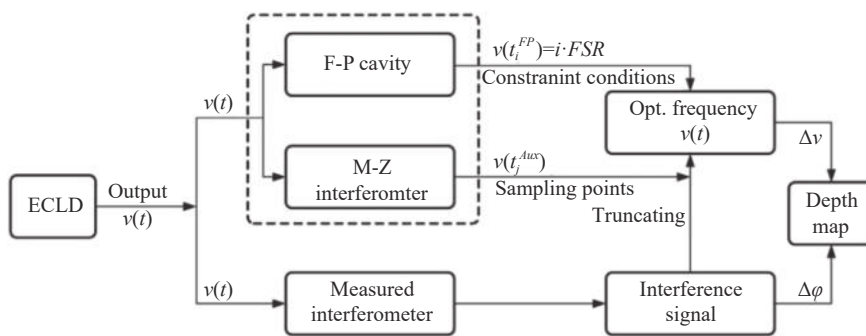 F-P cavity
v(t_i^{FP})=i·FSR
Constranint conditions
v(t)
Opt. frequency
v(t)
Δv
M-Z
interferomter
v(t_j^{Aux})
Sampling points
Truncating
ECLD
Output
v(t)
Depth
map
v(t)
Measured
interferometer
Interference
signal
Δφ